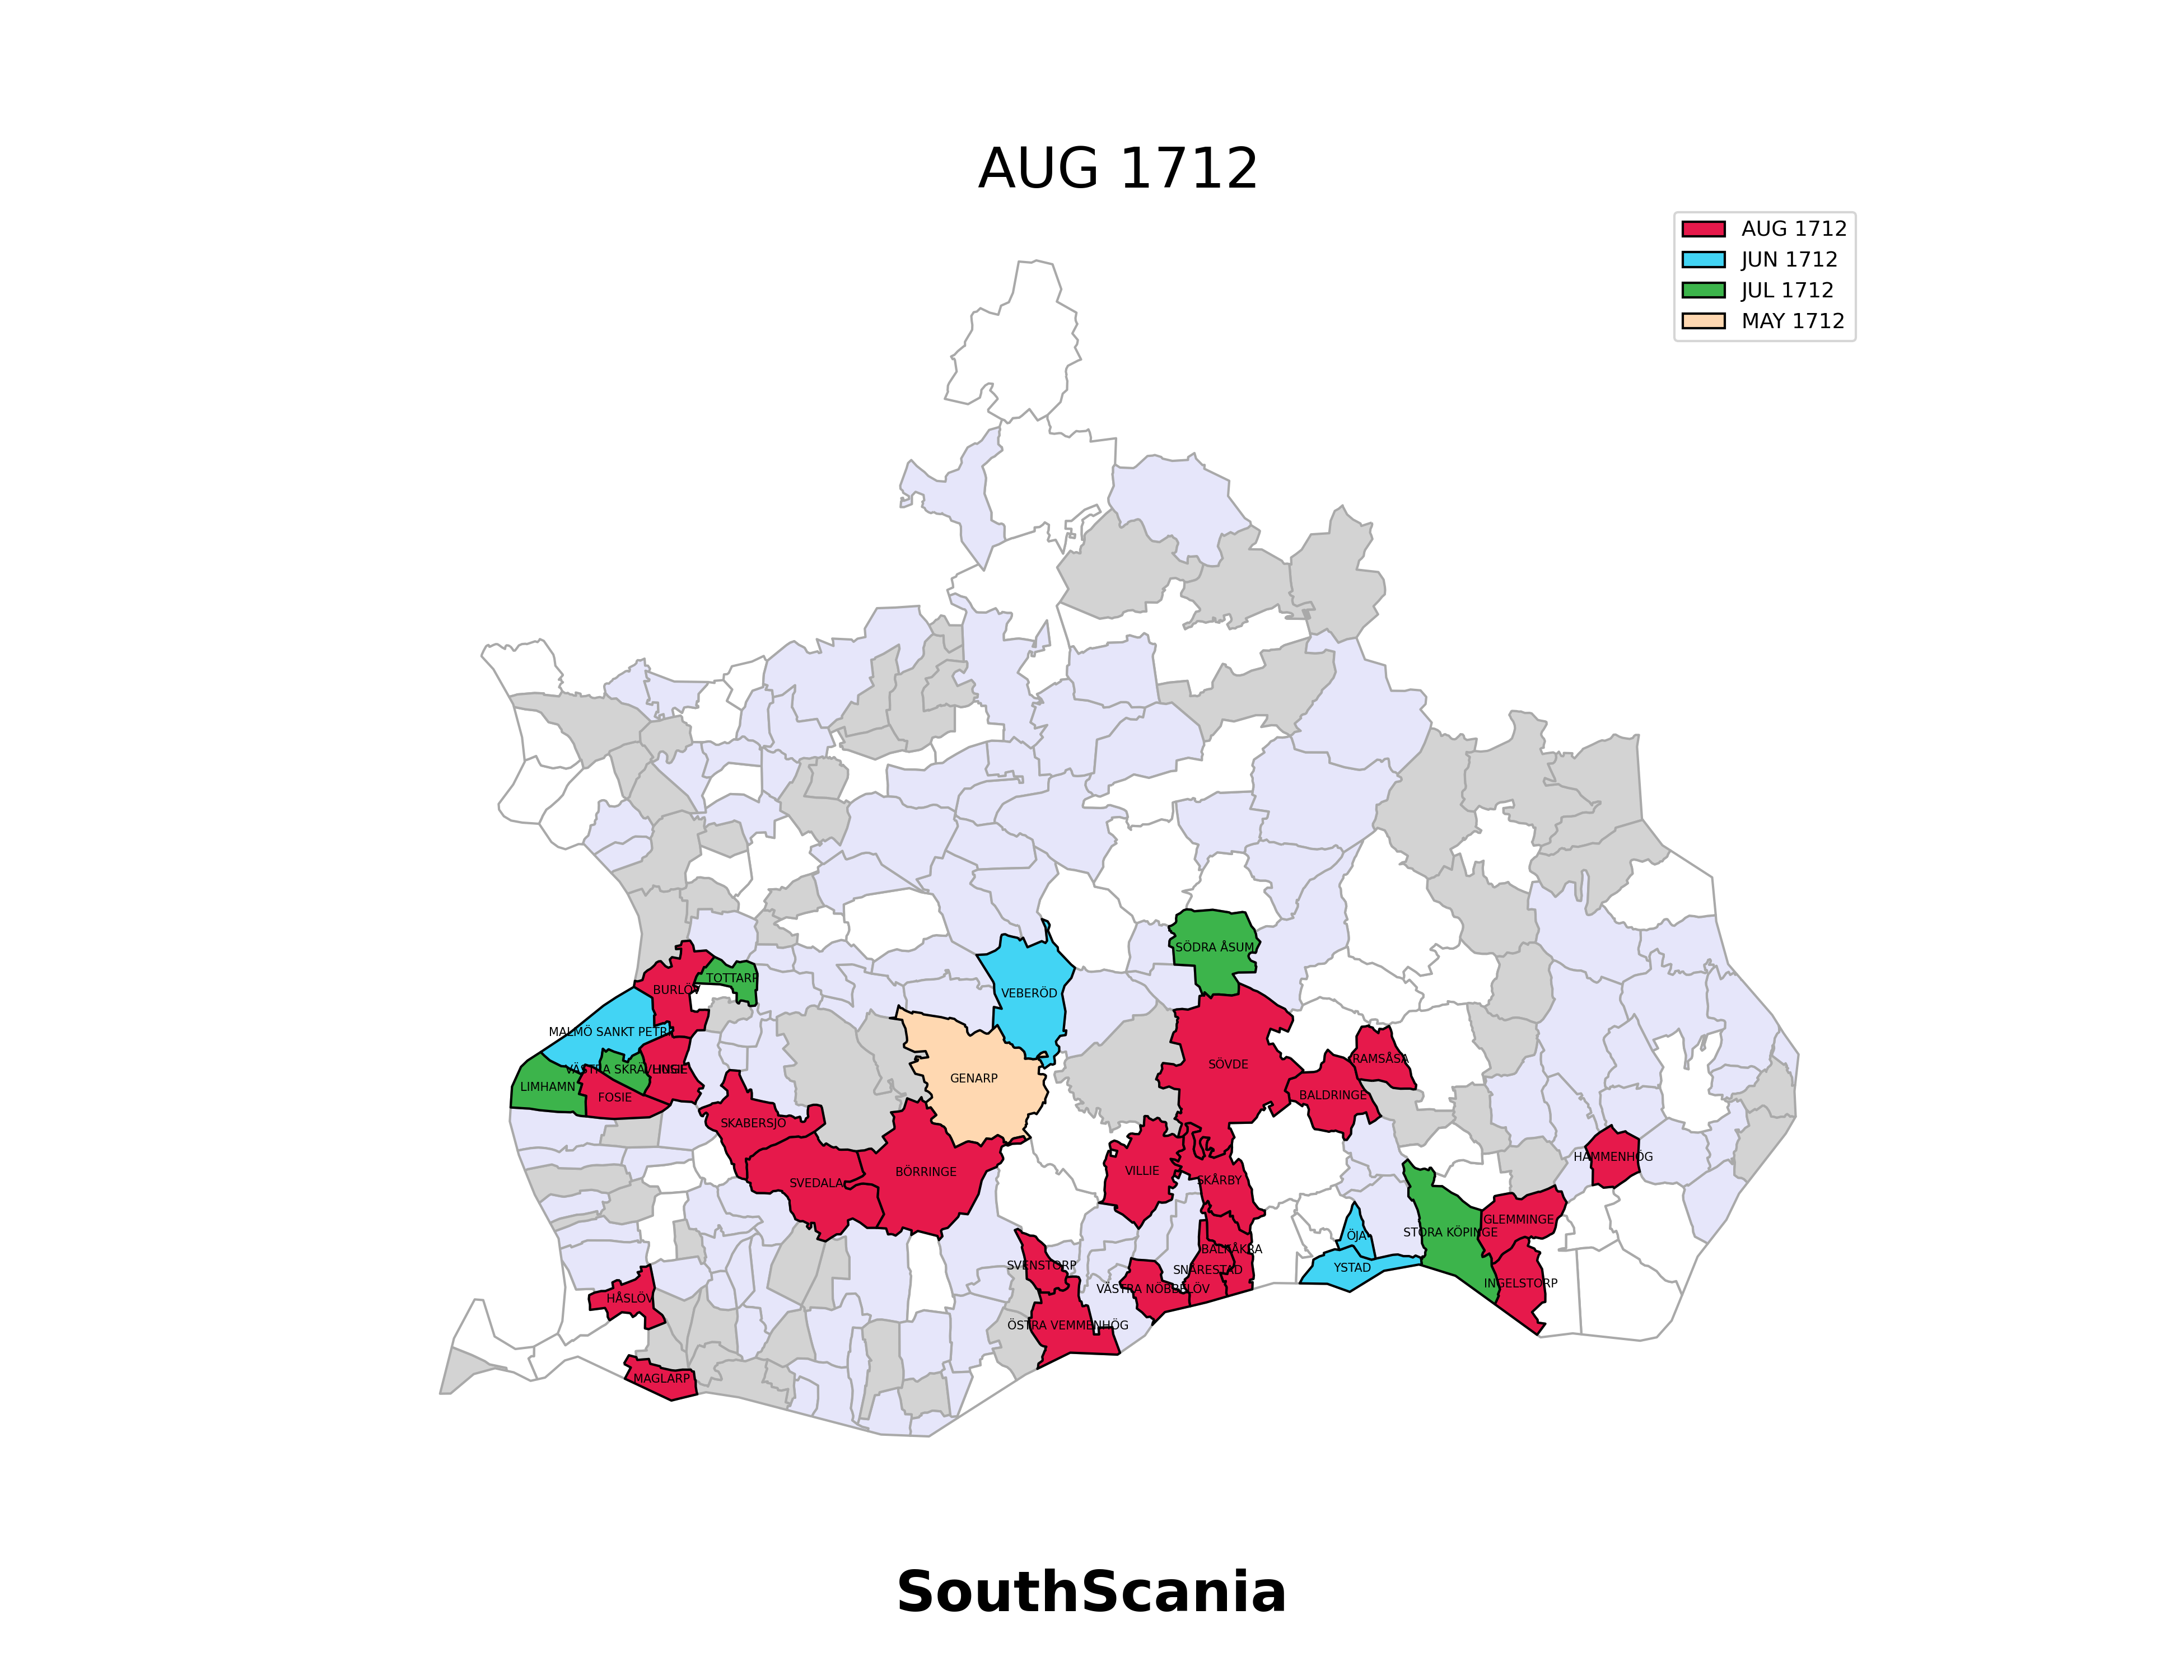 AUG 1712
AUG 1712
JUN 1712
JUL 1712
MAY 1712
SÖDRA ÅSUM
TOTTARP
BURLÖV
VEBERÖD
MALMÖ SANKT PETRI
RAMSÅSA
SÖVDE
VÄSTRA SKRÄVLINGE
HUSIE
GENARP
LIMHAMN
FOSIE
BALDRINGE
SKABERSJÖ
HAMMENHÖG
VILLIE
BÖRRINGE
SKÅRBY
SVEDALA
GLEMMINGE
STORA KÖPINGE
ÖJA
BALKÅKRA
SVENSTORP
YSTAD
SNÅRESTAD
INGELSTORP
VÄSTRA NÖBBELÖV
HÅSLÖV
ÖSTRA VEMMENHÖG
MAGLARP
SouthScania